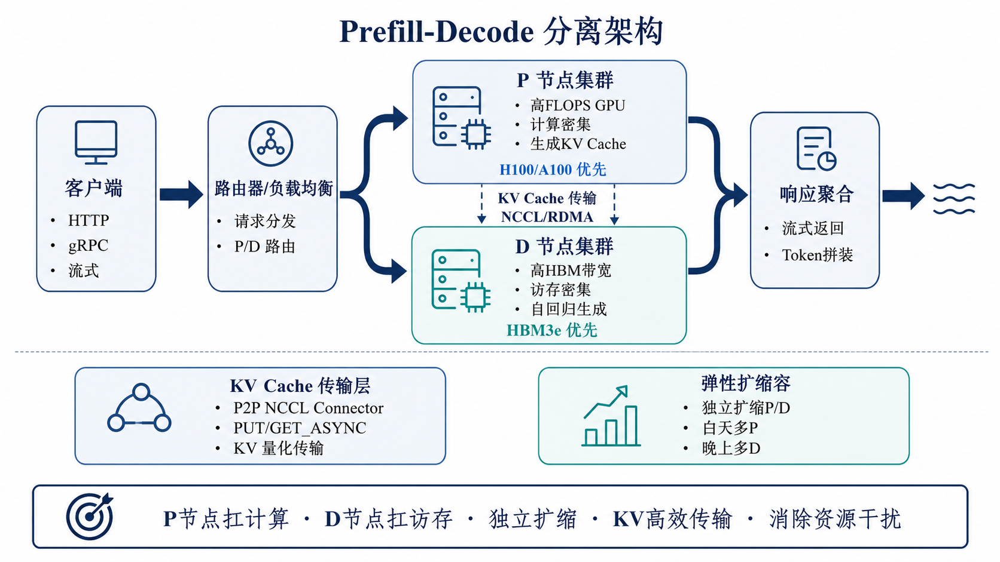 Prefill-Decode 分离架构
客户端
• HTTP
• gRPC
• 流式
路由器/负载均衡
• 请求分发
• P/D 路由
P 节点集群
• 高FLOPS GPU
• 计算密集
• 生成KV Cache
H100/A100 优先
KV Cache 传输
NCCL/RDMA
D 节点集群
• 高HBM带宽
• 访存密集
• 自回归生成
HBM3e 优先
响应聚合
• 流式返回
• Token拼装
KV Cache 传输层
• P2P NCCL Connector
• PUT/GET_ASYNC
• KV 量化传输
弹性扩缩容
• 独立扩缩P/D
• 白天多P
• 晚上多D
P节点扛计算 · D节点扛访存 · 独立扩缩 · KV高效传输 · 消除资源干扰